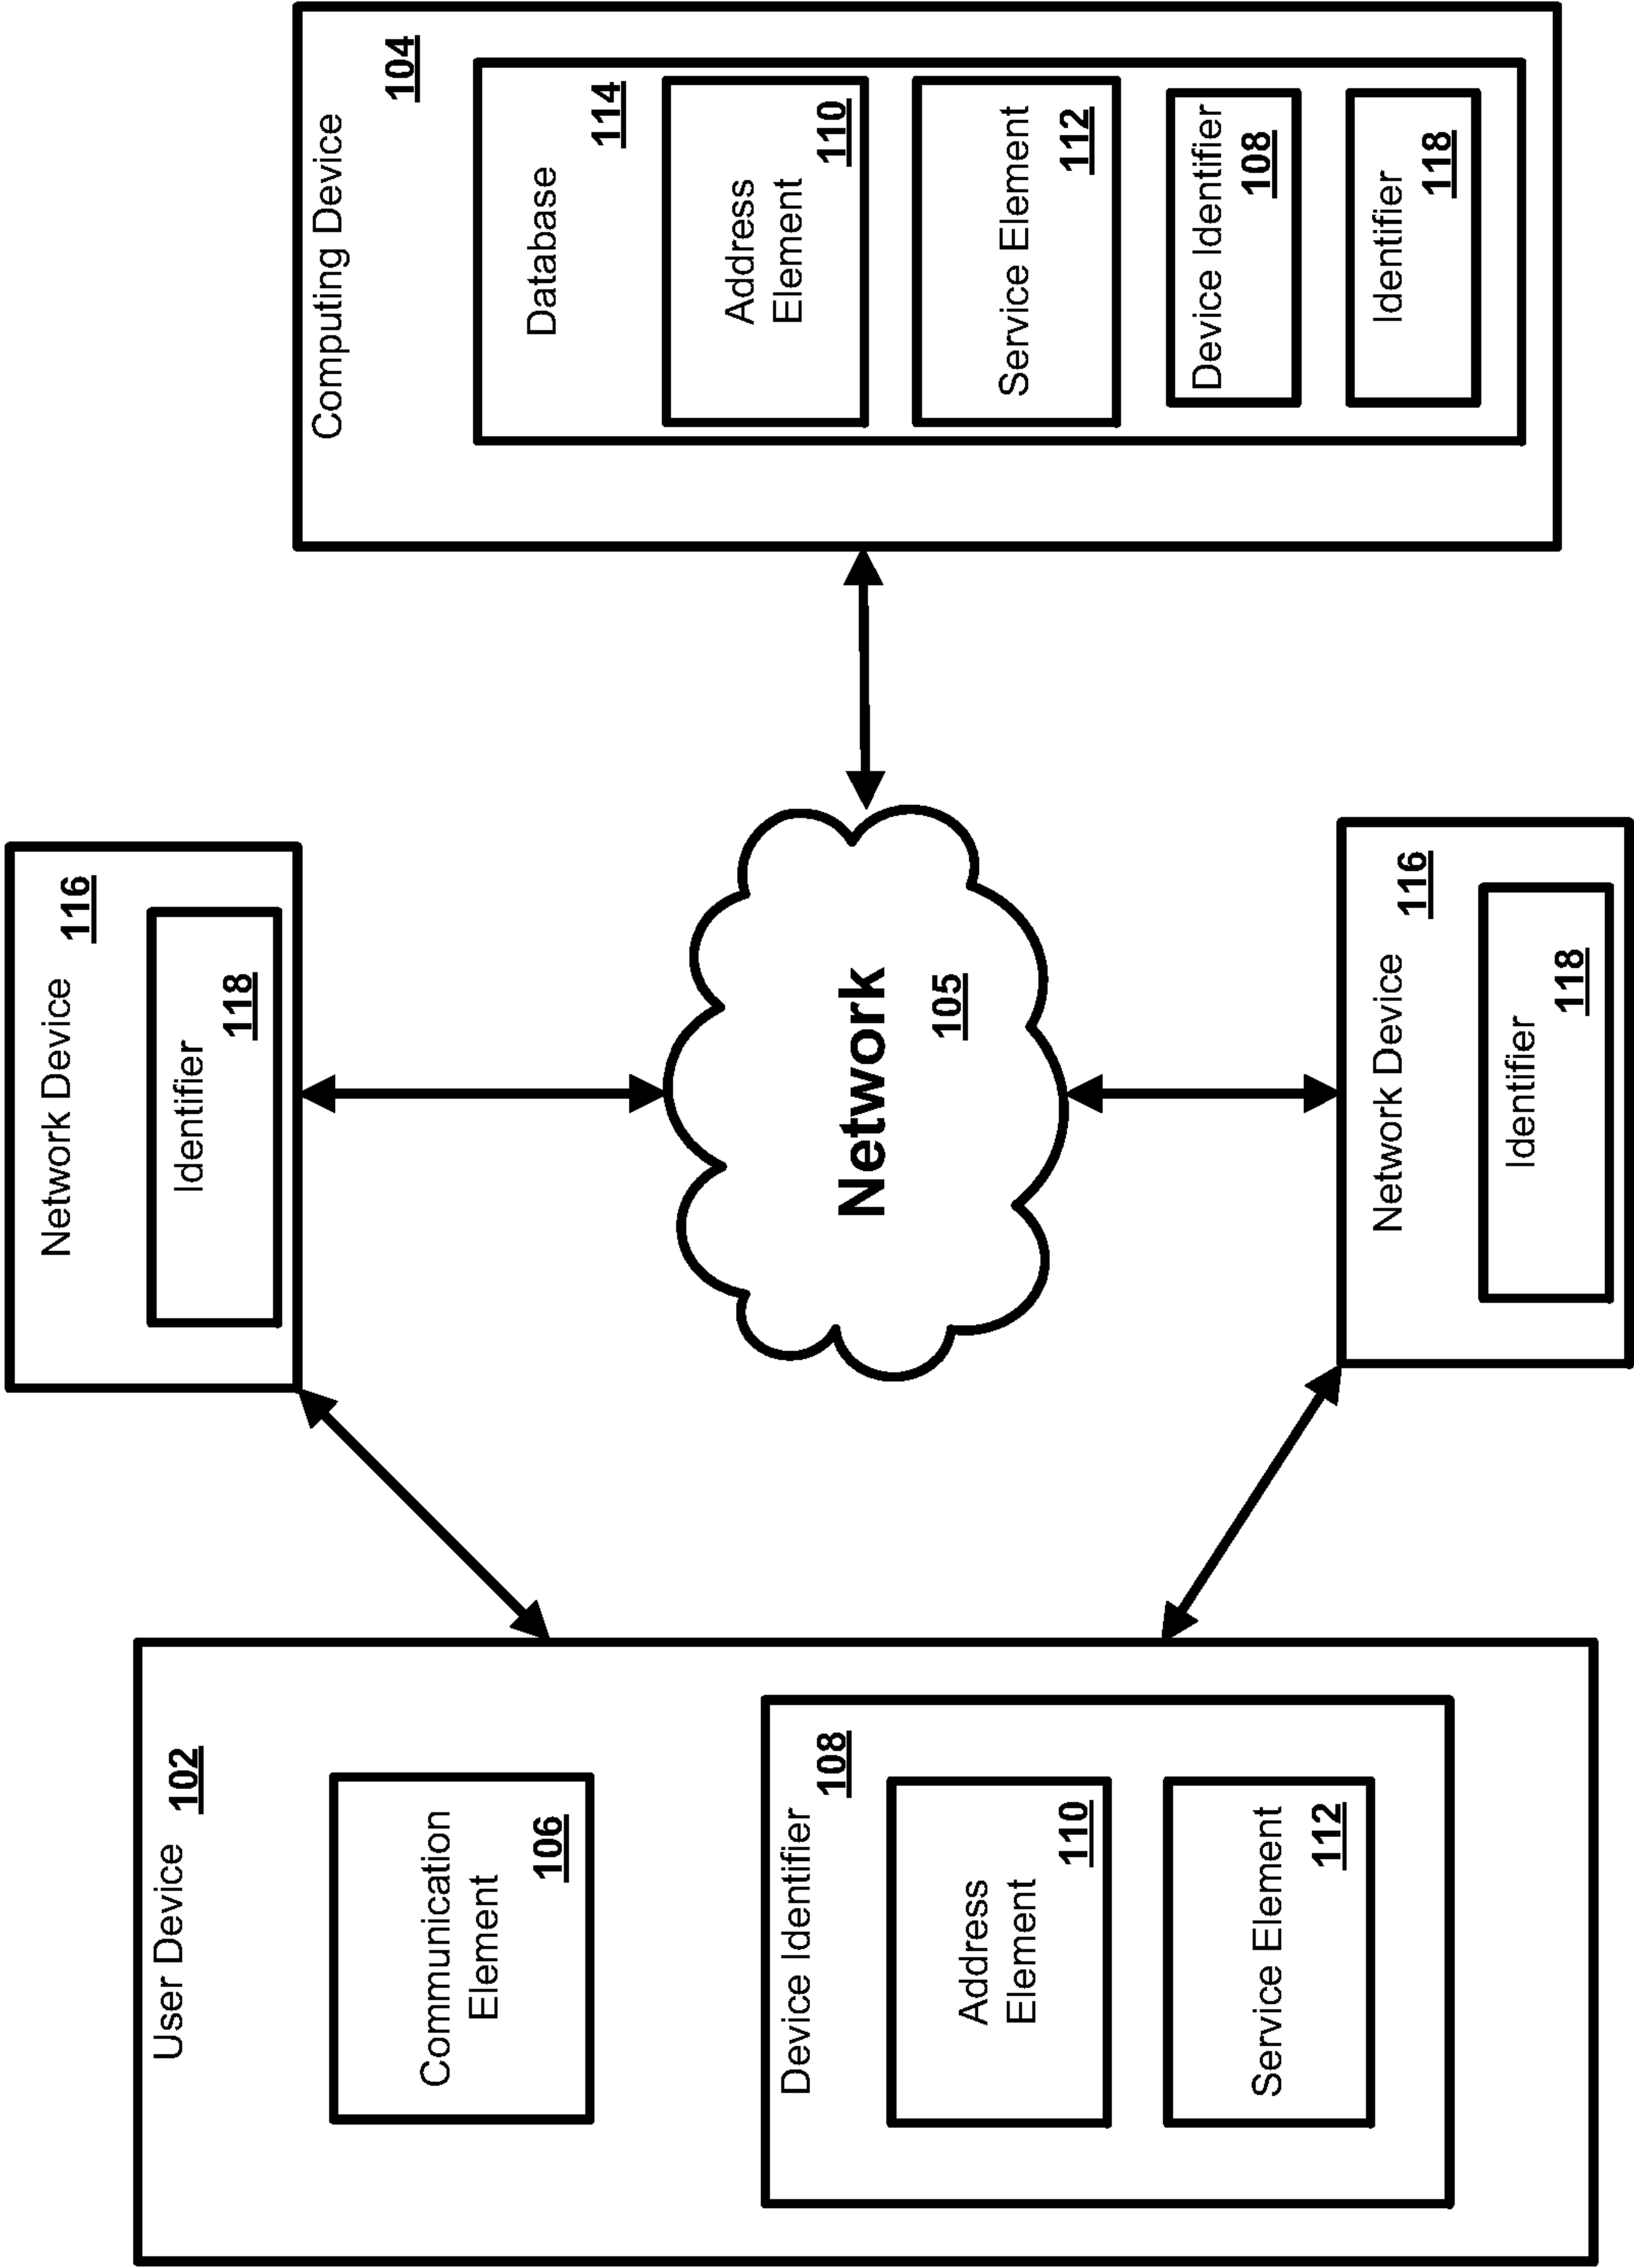 User Device 102
Communication
Element
106
Device Identifier 108
Address
Element
110
Service Element
112
Network Device 116
Identifier
118
Network
105
Network Device 116
Identifier
118
Computing Device 104
Database
114
Address
Element
110
Service Element
112
Device Identifier
108
Identifier
118